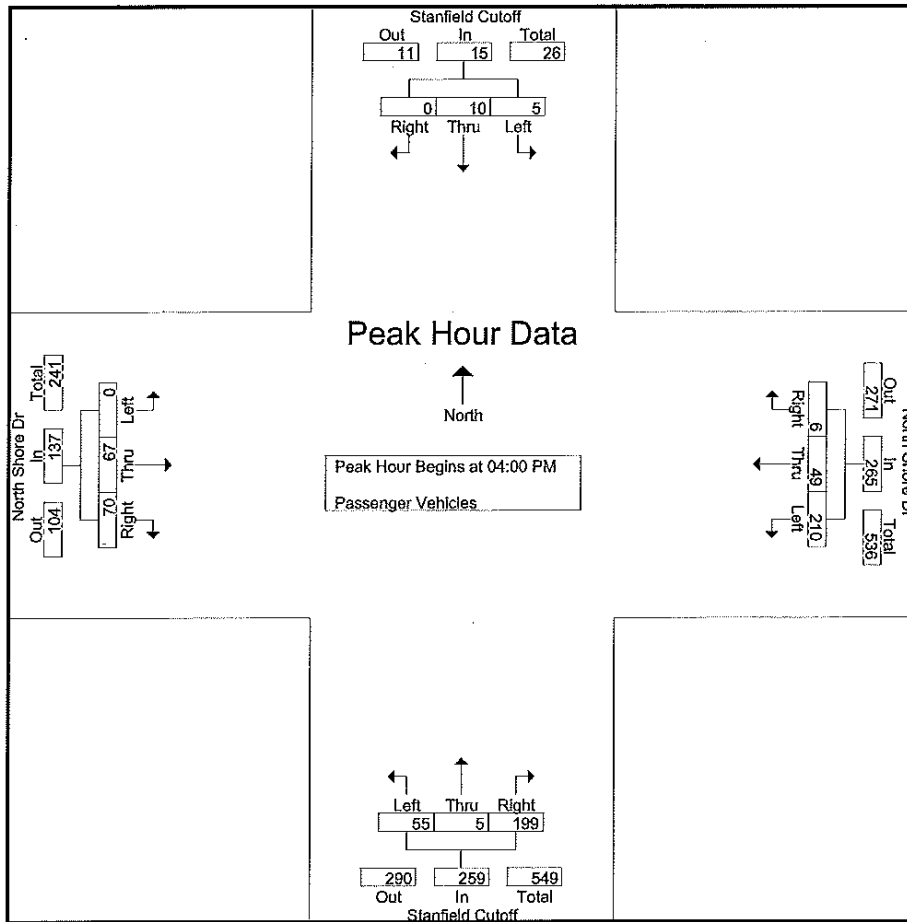 Stanfield Cutoff
Out In Total
11 15 26
0 10 5
Right Thru Left
Peak Hour Data
North
Peak Hour Begins at 04:00 PM
Passenger Vehicles
North Shore Dr
Total In Out
241 137 104
0 67 70
Left Thru Right
North Shore Dr
Out In Total
271 265 536
6 49 210
Right Thru Left
Left Thru Right
55 5 199
290 259 549
Out In Total
Stanfield Cutoff